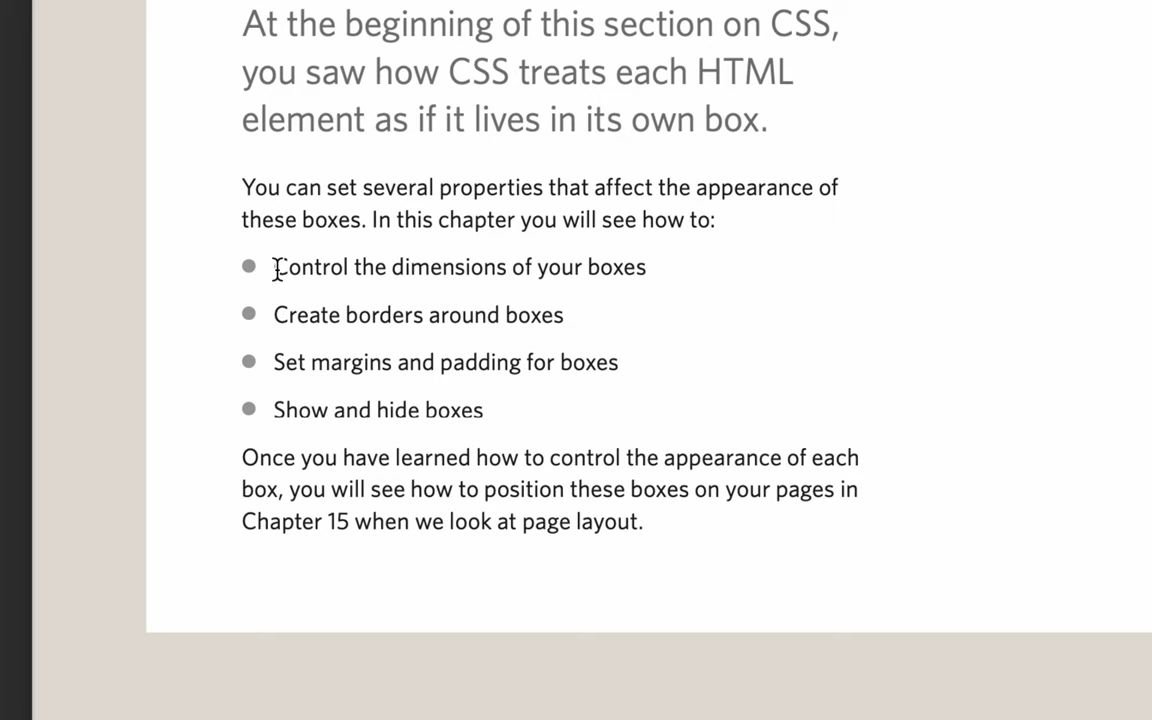 At the beginning of this section on CSS,
you saw how CSS treats each HTML
element as if it lives in its own box.
You can set several properties that affect the appearance of
these boxes. In this chapter you will see how to:
Control the dimensions of your boxes
Create borders around boxes
Set margins and padding for boxes
Show and hide boxes
Once you have learned how to control the appearance of each
box, you will see how to position these boxes on your pages in
Chapter 15 when we look at page layout.